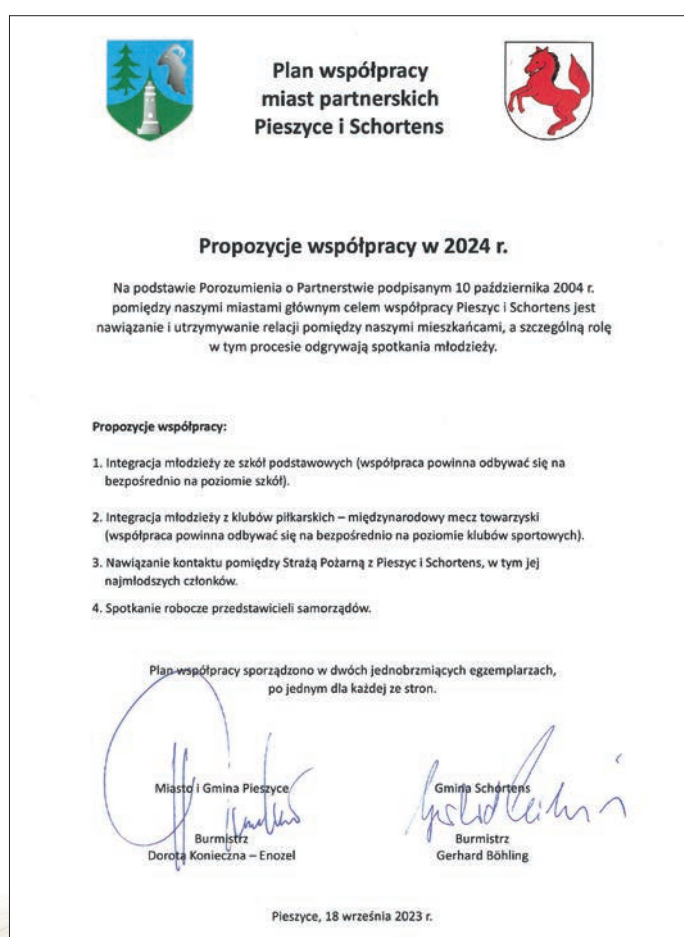 Plan współpracy
miast partnerskich
Pieszyce i Schortens
Propozycje współpracy w 2024 r.
Na podstawie Porozumienia o Partnerstwie podpisanym 10 października 2004 r.
pomiędzy naszymi miastami głównym celem współpracy Pieszyc i Schortens jest
nawiązanie i utrzymywanie relacji pomiędzy naszymi mieszkańcami, a szczególną rolę
w tym procesie odgrywają spotkania młodzieży.
Propozycje współpracy:
1. Integracja młodzieży ze szkół podstawowych (współpraca powinna odbywać się na
bezpośrednio na poziomie szkół).
2. Integracja młodzieży z klubów piłkarskich – międzynarodowy mecz towarzyski
(współpraca powinna odbywać się na bezpośrednio na poziomie klubów sportowych).
3. Nawiązanie kontaktu pomiędzy Strażą Pożarną z Pieszyc i Schortens, w tym jej
najmłodszych członków.
4. Spotkanie robocze przedstawicieli samorządów.
Plan współpracy sporządzono w dwóch jednobrzmiących egzemplarzach,
po jednym dla każdej ze stron.
Miasto i Gmina Pieszyce
Burmistrz
Dorota Konieczna – Enozel
Gmina Schortens
Burmistrz
Gerhard Böhling
Pieszyce, 18 września 2023 r.